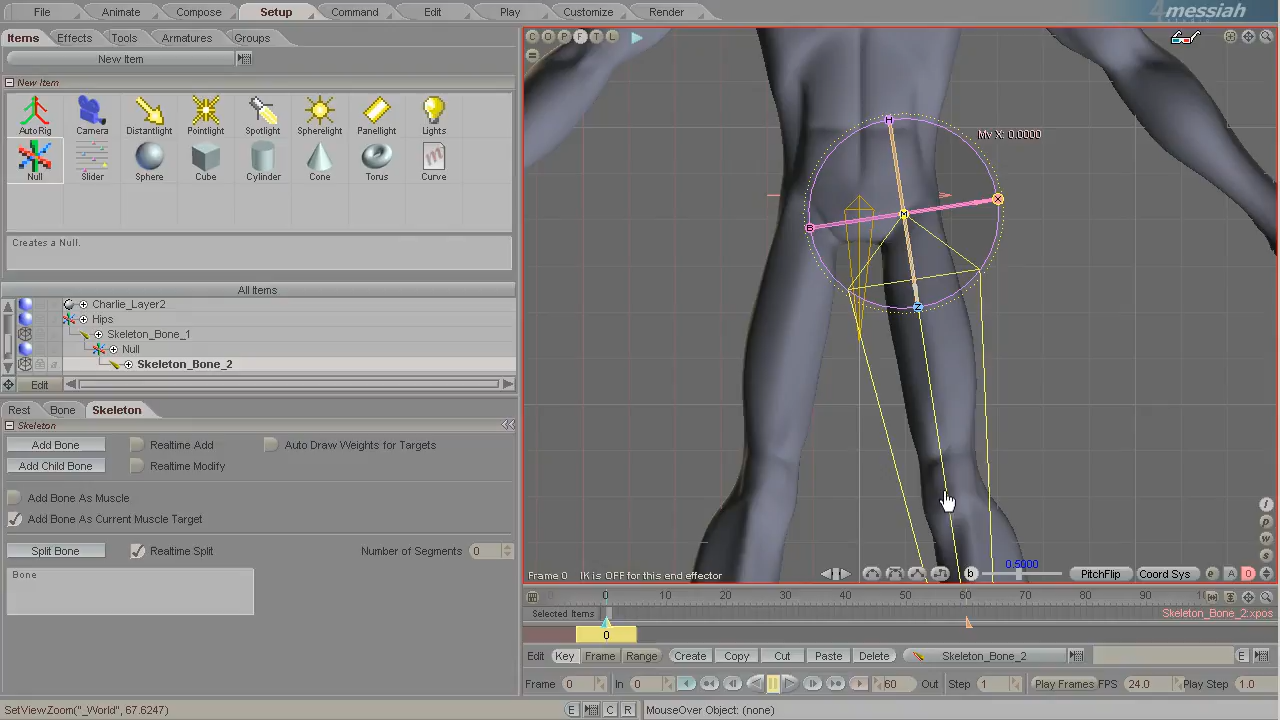 File Animate Compose Setup Command Edit Play Customize Render 4messiah
Items Effects Tools Armatures Groups
C O P F T L
New Item
New Item
Mv X: 0.0000
AutoRig Camera Distantlight Pointlight Spotlight Spherelight Panellight Lights
Null Slider Sphere Cube Cylinder Cone Torus Curve
H
X
M
B
Z
Creates a Null.
All Items
Charlie_Layer2
Hips
Skeleton_Bone_1
Null
Skeleton_Bone_2
Edit
Rest Bone Skeleton
Skeleton
Add Bone Realtime Add Auto Draw Weights for Targets
Add Child Bone Realtime Modify
Add Bone As Muscle
Add Bone As Current Muscle Target
Split Bone Realtime Split Number of Segments 0
Bone
f
p
w
s
Frame 0 IK is OFF for this end effector b 0.5000 PitchFlip Coord Sys e A 0
0 10 20 30 40 50 60 70 80 90
Selected Items Skeleton_Bone_2:xpos
0
Edit Key Frame Range Create Copy Cut Paste Delete Skeleton_Bone_2 E
Frame 0 In 0 60 Out Step 1 Play Frames FPS 24.0 Play Step 1.0
SetViewZoom("_World", 67.6247) E C R MouseOver Object: (none)